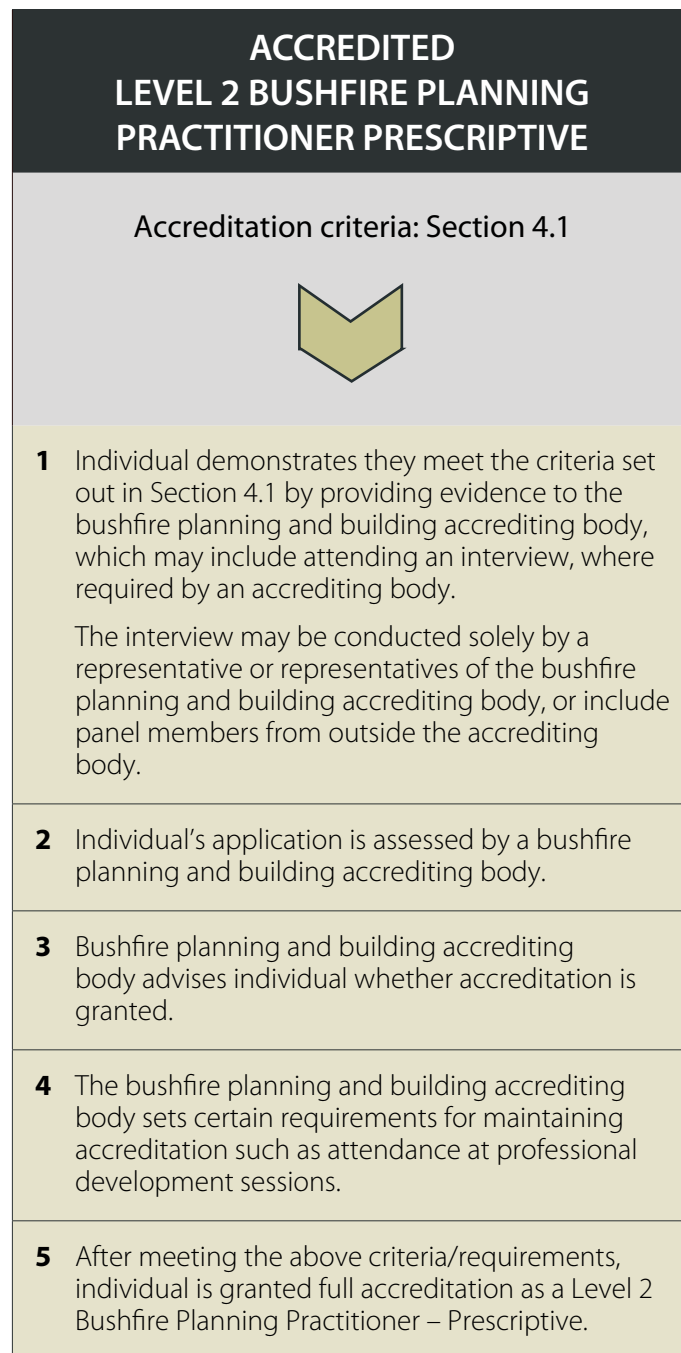 ACCREDITED
LEVEL 2 BUSHFIRE PLANNING
PRACTITIONER PRESCRIPTIVE
Accreditation criteria: Section 4.1
1 Individual demonstrates they meet the criteria set
out in Section 4.1 by providing evidence to the
bushfire planning and building accrediting body,
which may include attending an interview, where
required by an accrediting body.
The interview may be conducted solely by a
representative or representatives of the bushfire
planning and building accrediting body, or include
panel members from outside the accrediting
body.
2 Individual’s application is assessed by a bushfire
planning and building accrediting body.
3 Bushfire planning and building accrediting
body advises individual whether accreditation is
granted.
4 The bushfire planning and building accrediting
body sets certain requirements for maintaining
accreditation such as attendance at professional
development sessions.
5 After meeting the above criteria/requirements,
individual is granted full accreditation as a Level 2
Bushfire Planning Practitioner – Prescriptive.